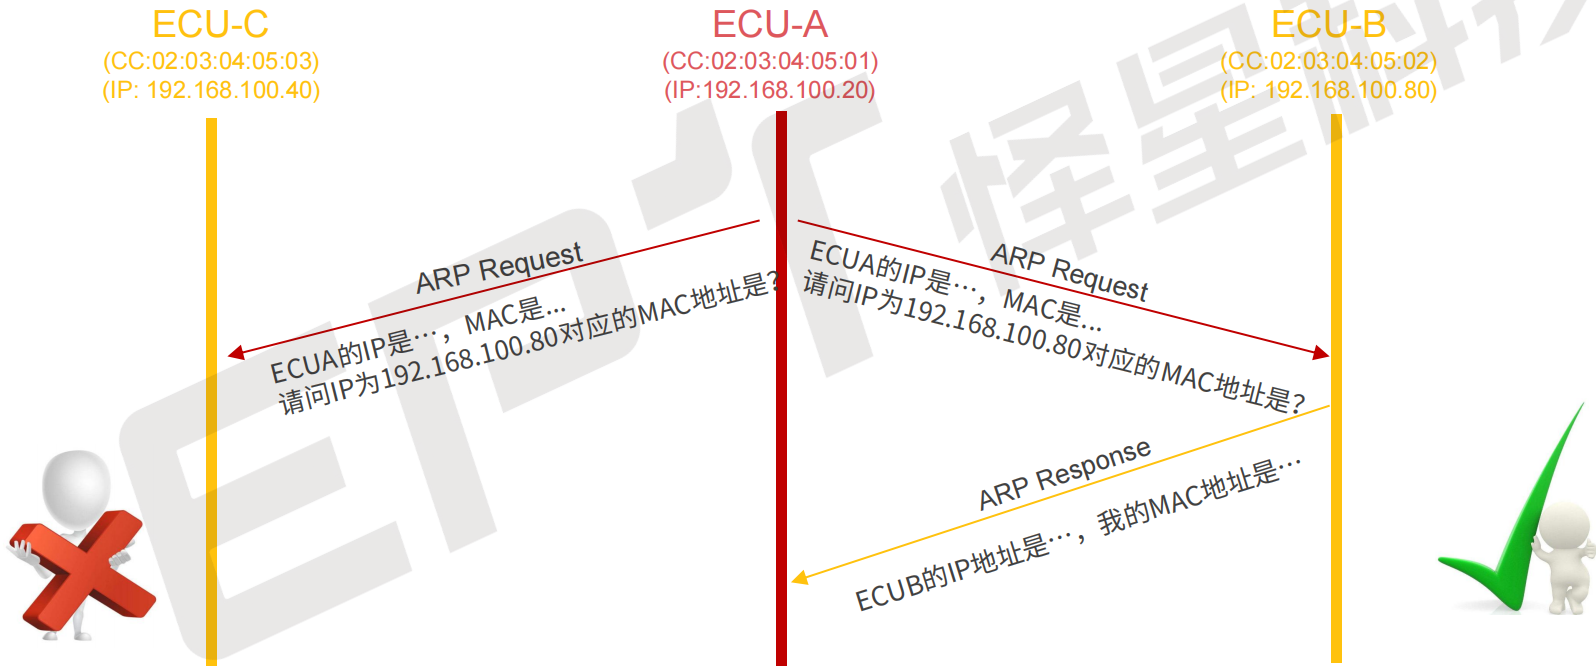 ECU-C
(CC:02:03:04:05:03)
(IP: 192.168.100.40)
ECU-A
(CC:02:03:04:05:01)
(IP:192.168.100.20)
ECU-B
(CC:02:03:04:05:02)
(IP: 192.168.100.80)
ARP Request
ECUA的IP是…，MAC是...
请问IP为192.168.100.80对应的MAC地址是？
ARP Request
ECUA的IP是…，MAC是...
请问IP为192.168.100.80对应的MAC地址是？
ARP Response
ECUB的IP地址是…，我的MAC地址是…
怪星科技